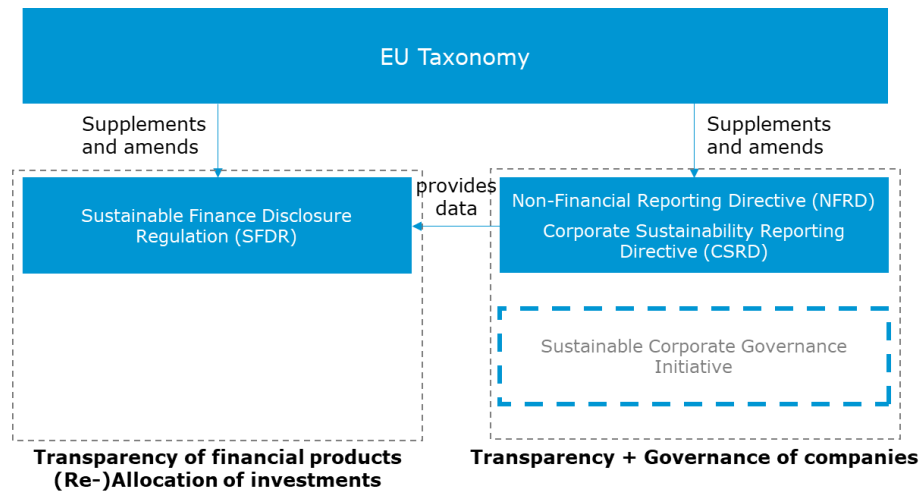 EU Taxonomy
Supplements
and amends
Supplements
and amends
provides
data
Sustainable Finance Disclosure
Regulation (SFDR)
Non-Financial Reporting Directive (NFRD)
Corporate Sustainability Reporting
Directive (CSRD)
Sustainable Corporate Governance
Initiative
Transparency of financial products
(Re-)Allocation of investments
Transparency + Governance of companies